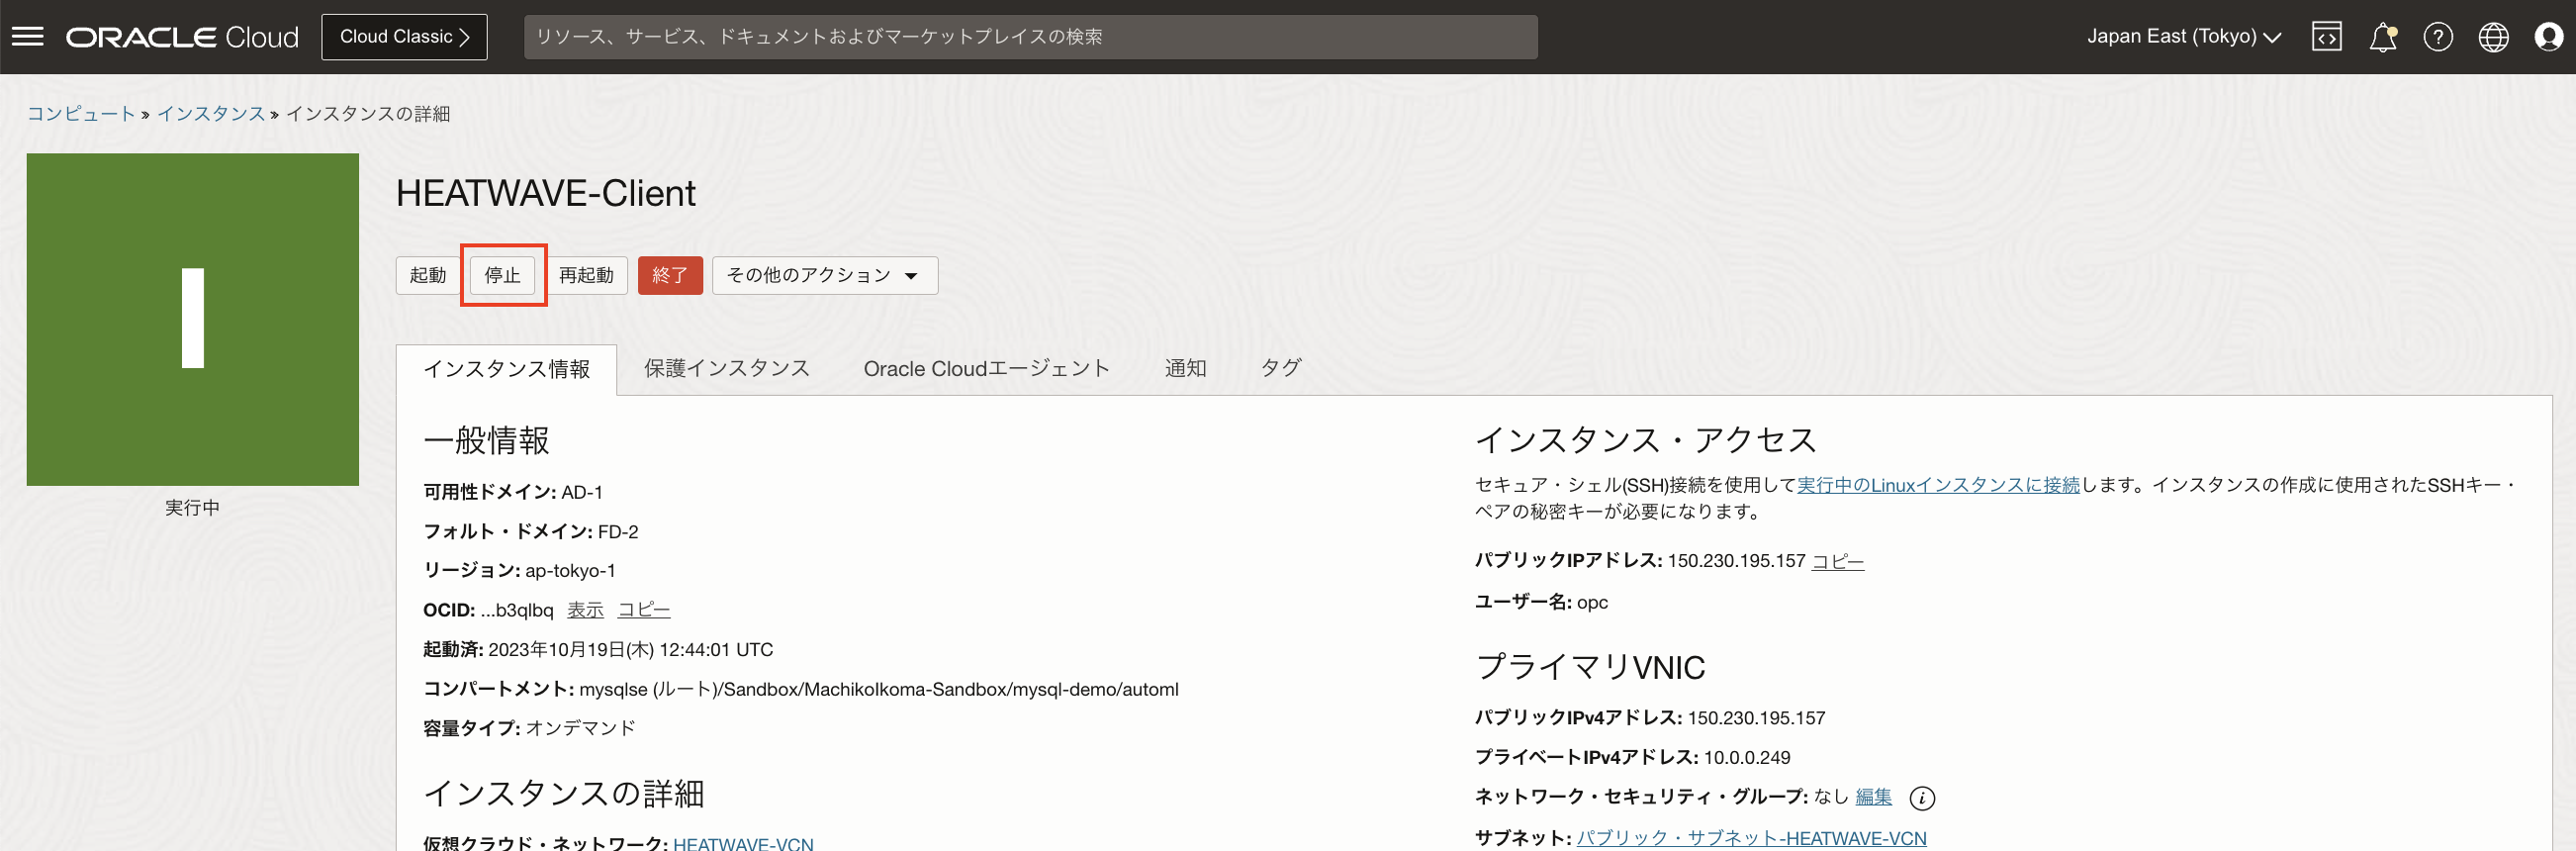 ORACLE Cloud
Cloud Classic
リソース、サービス、ドキュメントおよびマーケットプレイスの検索
Japan East (Tokyo)
コンピュート » インスタンス » インスタンスの詳細
HEATWAVE-Client
起動 停止 再起動 終了 その他のアクション
実行中
インスタンス情報 保護インスタンス Oracle Cloudエージェント 通知 タグ
一般情報
可用性ドメイン: AD-1
フォルト・ドメイン: FD-2
リージョン: ap-tokyo-1
OCID: ...b3qlbq 表示 コピー
起動済: 2023年10月19日(木) 12:44:01 UTC
コンパートメント: mysqlse (ルート)/Sandbox/MachikoIkoma-Sandbox/mysql-demo/automl
容量タイプ: オンデマンド
インスタンスの詳細
仮想クラウド・ネットワーク: HEATWAVE-VCN
インスタンス・アクセス
セキュア・シェル(SSH)接続を使用して実行中のLinuxインスタンスに接続します。インスタンスの作成に使用されたSSHキー・
ペアの秘密キーが必要になります。
パブリックIPアドレス: 150.230.195.157 コピー
ユーザー名: opc
プライマリVNIC
パブリックIPv4アドレス: 150.230.195.157
プライベートIPv4アドレス: 10.0.0.249
ネットワーク・セキュリティ・グループ: なし 編集
サブネット: パブリック・サブネット-HEATWAVE-VCN